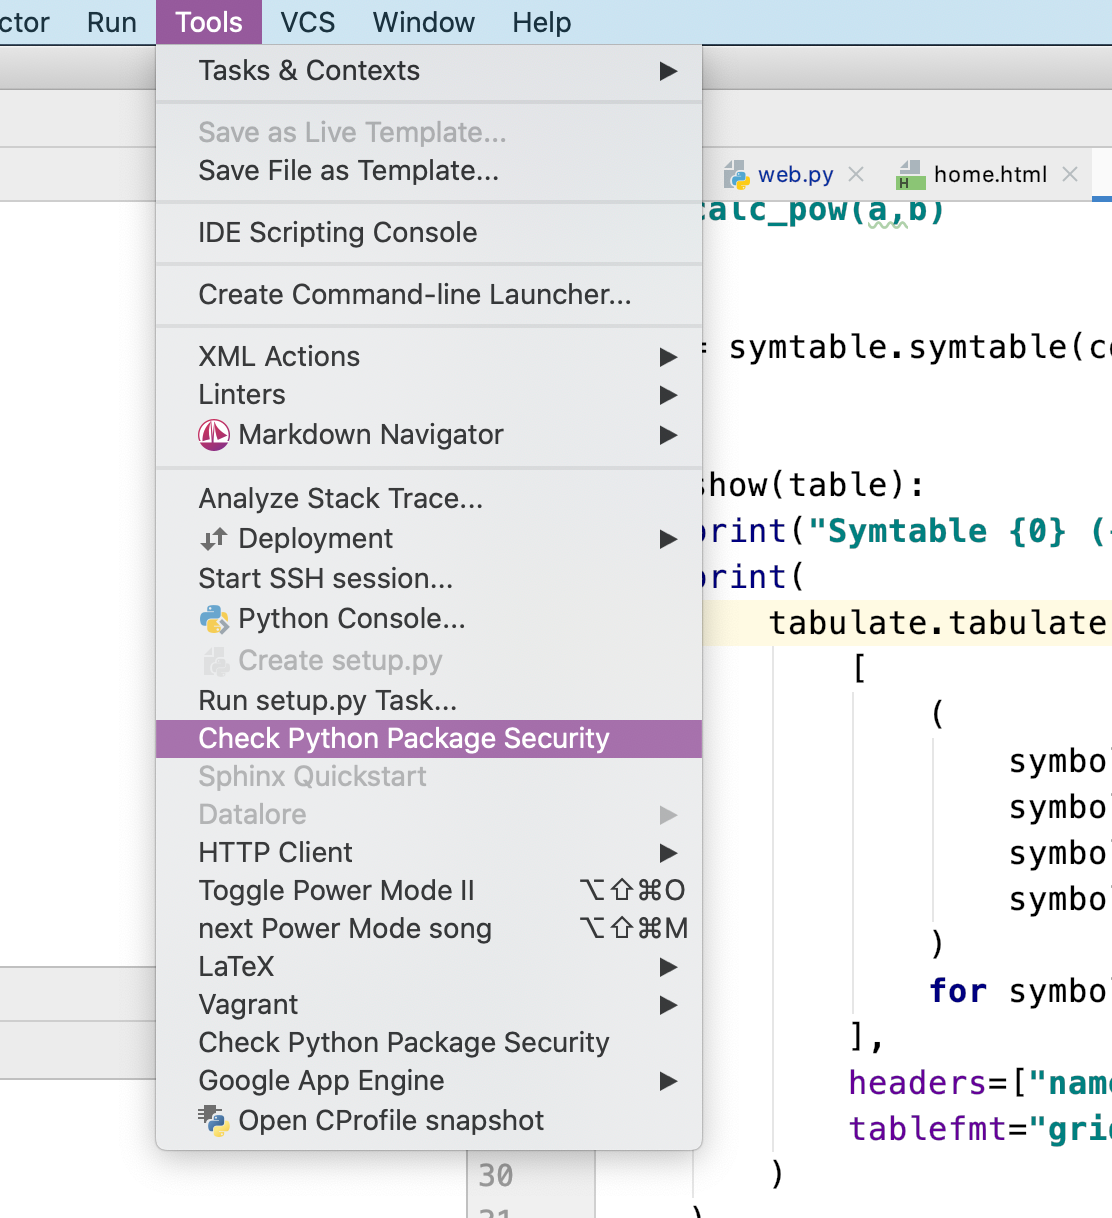 Run Tools VCS Window Help
Tasks & Contexts
Save as Live Template...
Save File as Template...
IDE Scripting Console
Create Command-line Launcher...
XML Actions
Linters
Markdown Navigator
Analyze Stack Trace...
Deployment
Start SSH session...
Python Console...
Create setup.py
Run setup.py Task...
Check Python Package Security
Sphinx Quickstart
Datalore
HTTP Client
Toggle Power Mode II ⌥⇧⌘O
next Power Mode song ⌥⇧⌘M
LaTeX
Vagrant
Check Python Package Security
Google App Engine
Open CProfile snapshot
web.py home.html
calc_pow(a,b)
= symtable.symtable(c
show(table):
print("Symtable {0} (
print(
tabulate.tabulate
[
(
symbo
symbo
symbo
symbo
)
for symbo
],
headers=["nam
tablefmt="gri
30 )
31 )